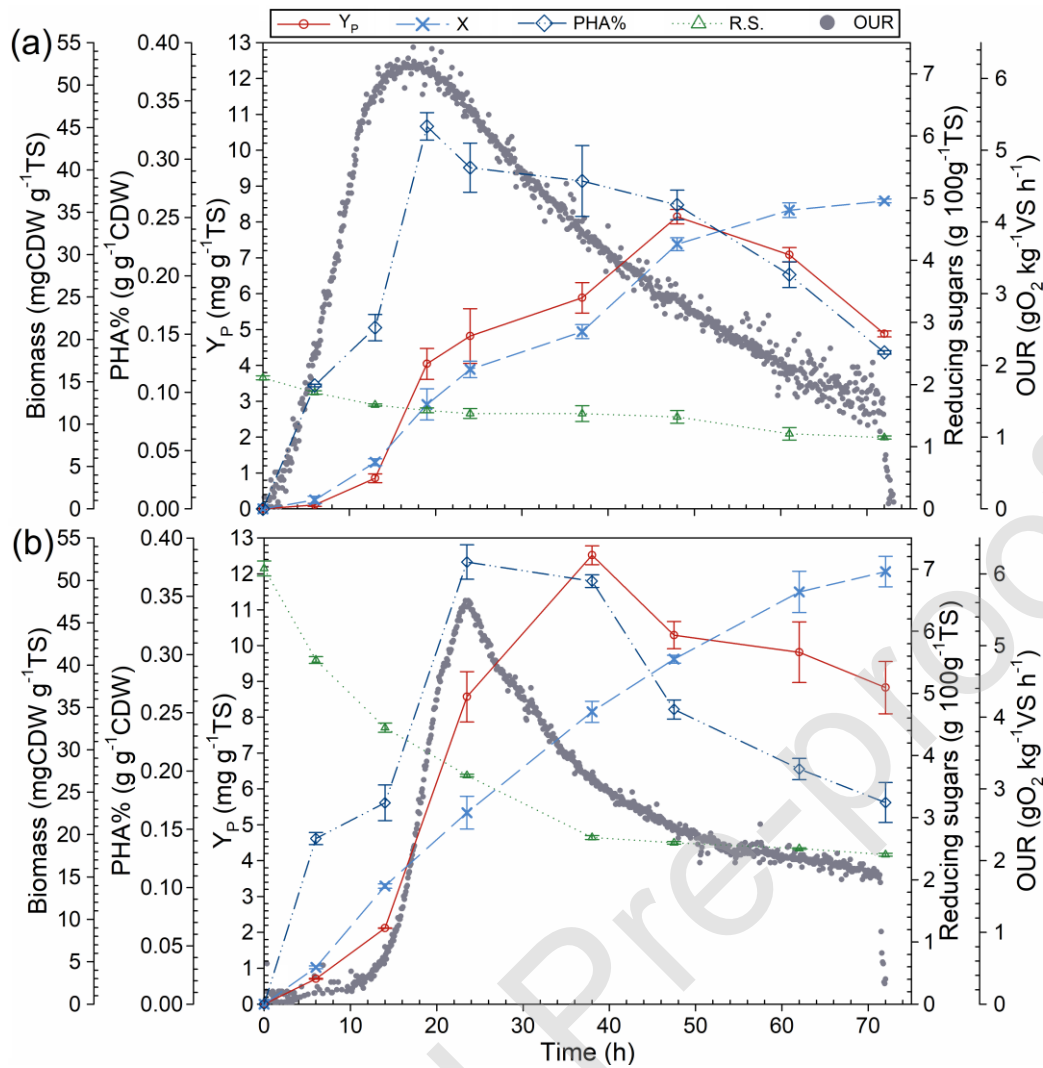 Y_P X PHA% R.S. OUR
(a)
55 50 45 40 35 30 25 20 15 10 5 0
Biomass (mgCDW g⁻¹TS)
0.40 0.35 0.30 0.25 0.20 0.15 0.10 0.05 0.00
PHA% (g g⁻¹CDW)
13 12 11 10 9 8 7 6 5 4 3 2 1 0
Y_P (mg g⁻¹TS)
7 6 5 4 3 2 1 0
Reducing sugars (g 100g⁻¹TS)
6 5 4 3 2 1 0
OUR (gO₂ kg⁻¹VS h⁻¹)
(b)
55 50 45 40 35 30 25 20 15 10 5 0
Biomass (mgCDW g⁻¹TS)
0.40 0.35 0.30 0.25 0.20 0.15 0.10 0.05 0.00
PHA% (g g⁻¹CDW)
13 12 11 10 9 8 7 6 5 4 3 2 1 0
Y_P (mg g⁻¹TS)
7 6 5 4 3 2 1 0
Reducing sugars (g 100g⁻¹TS)
6 5 4 3 2 1 0
OUR (gO₂ kg⁻¹VS h⁻¹)
0 10 20 30 40 50 60 70
Time (h)
Pre-proo